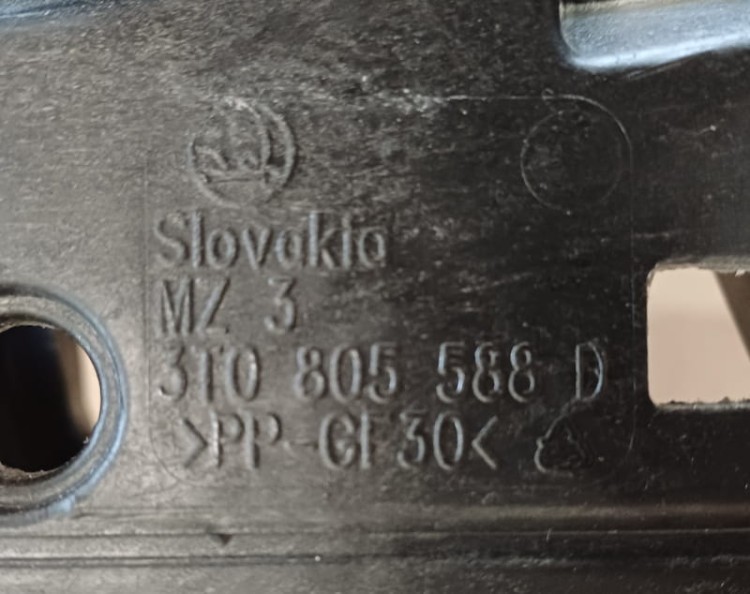 Slovakia
MZ 3
3T0 805 588 D
>PP-GF30<